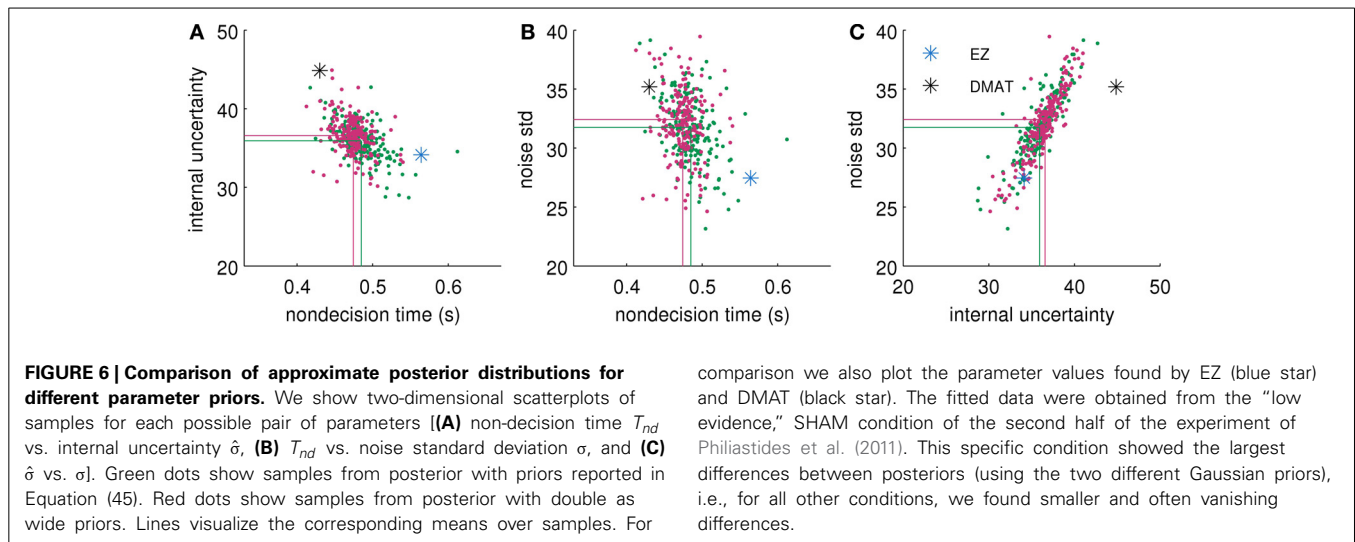 A
50
40
30
20
internal uncertainty
0.4 0.5 0.6
nondecision time (s)
B
40
35
30
25
20
noise std
0.4 0.5 0.6
nondecision time (s)
C
40
35
30
25
20
noise std
EZ
DMAT
20 30 40 50
internal uncertainty
FIGURE 6 | Comparison of approximate posterior distributions for
different parameter priors. We show two-dimensional scatterplots of
samples for each possible pair of parameters [(A) non-decision time Tnd
vs. internal uncertainty σ̂, (B) Tnd vs. noise standard deviation σ, and (C)
σ̂ vs. σ]. Green dots show samples from posterior with priors reported in
Equation (45). Red dots show samples from posterior with double as
wide priors. Lines visualize the corresponding means over samples. For
comparison we also plot the parameter values found by EZ (blue star)
and DMAT (black star). The fitted data were obtained from the “low
evidence,” SHAM condition of the second half of the experiment of
Philiastides et al. (2011). This specific condition showed the largest
differences between posteriors (using the two different Gaussian priors),
i.e., for all other conditions, we found smaller and often vanishing
differences.